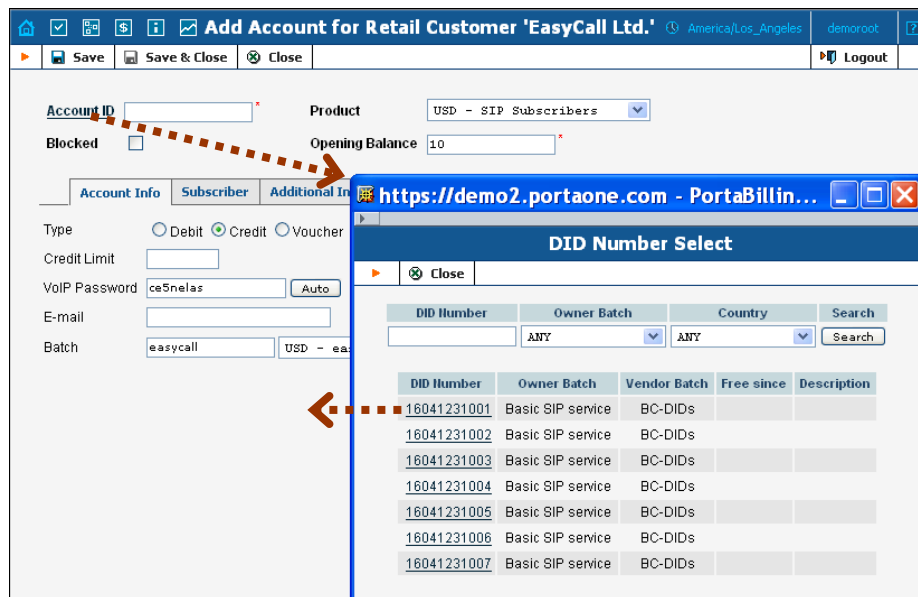 Add Account for Retail Customer 'EasyCall Ltd.' America/Los_Angeles demoroot ?
Save Save & Close Close Logout
Account ID * Product USD - SIP Subscribers
Blocked Opening Balance 10 *
Account Info Subscriber Additional In
Type Debit Credit Voucher
Credit Limit
VoIP Password ce5nelas Auto
E-mail
Batch easycall USD - eas
https://demo2.portaone.com - PortaBillin...
DID Number Select
Close
DID Number Owner Batch Country Search
ANY ANY Search
DID Number Owner Batch Vendor Batch Free since Description
16041231001 Basic SIP service BC-DIDs
16041231002 Basic SIP service BC-DIDs
16041231003 Basic SIP service BC-DIDs
16041231004 Basic SIP service BC-DIDs
16041231005 Basic SIP service BC-DIDs
16041231006 Basic SIP service BC-DIDs
16041231007 Basic SIP service BC-DIDs